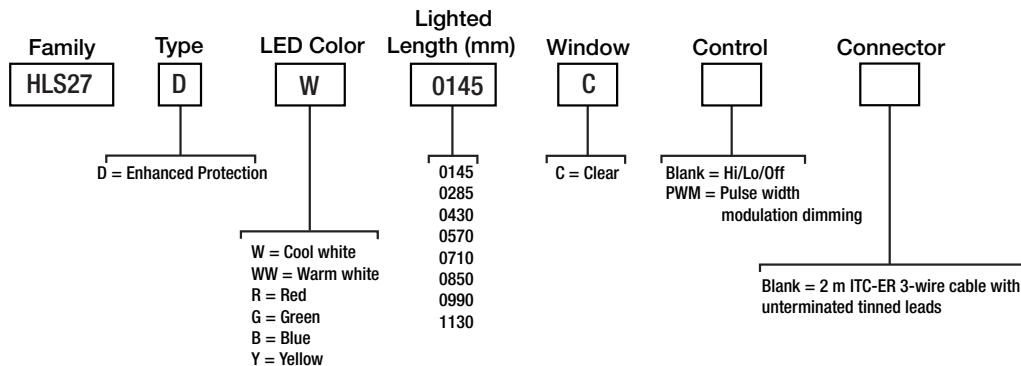 Family
Type
LED Color
Lighted
Length (mm)
Window
Control
Connector
HLS27
D
W
0145
C
D = Enhanced Protection
W = Cool white
WW = Warm white
R = Red
G = Green
B = Blue
Y = Yellow
0145
0285
0430
0570
0710
0850
0990
1130
C = Clear
Blank = Hi/Lo/Off
PWM = Pulse width
modulation dimming
Blank = 2 m ITC-ER 3-wire cable with
unterminated tinned leads